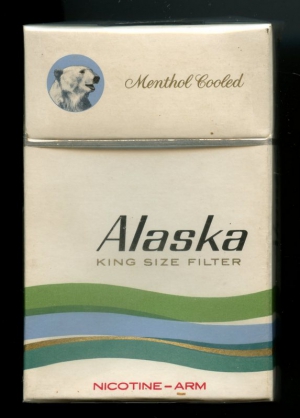 Menthol Cooled
Alaska
KING SIZE FILTER
NICOTINE-ARM